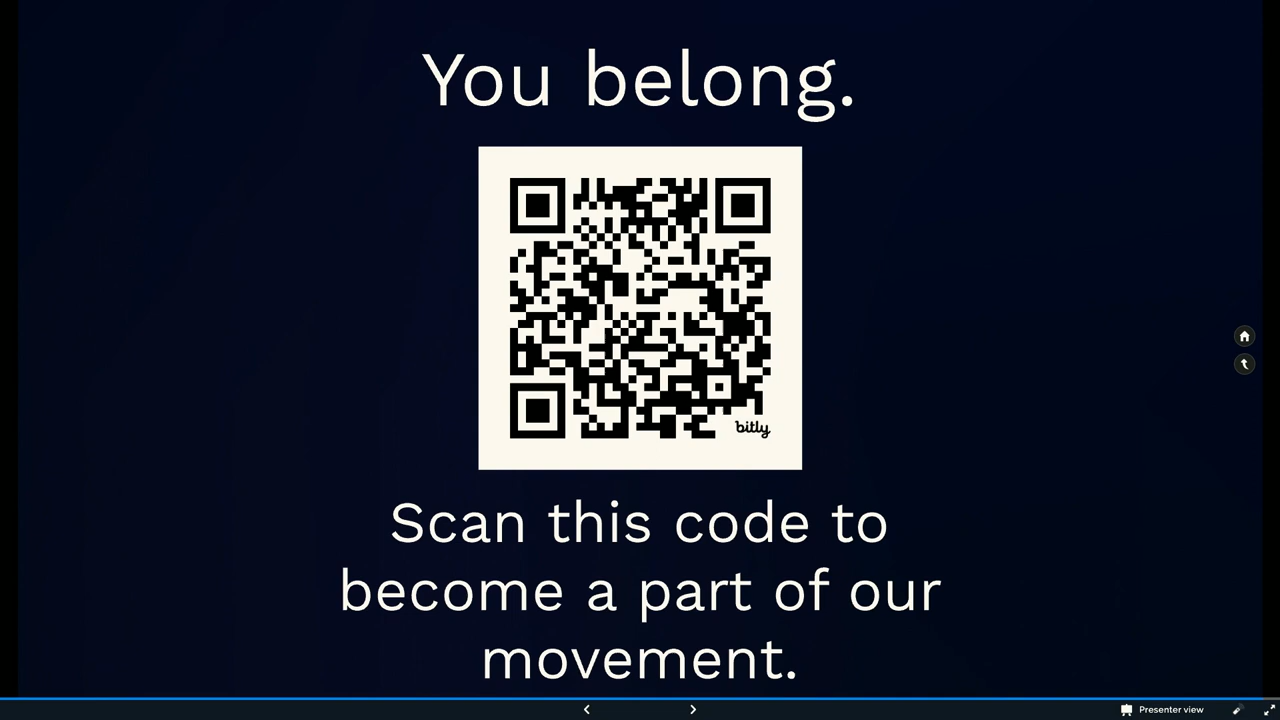 You belong.
bitly
Scan this code to
become a part of our
movement.
Presenter view